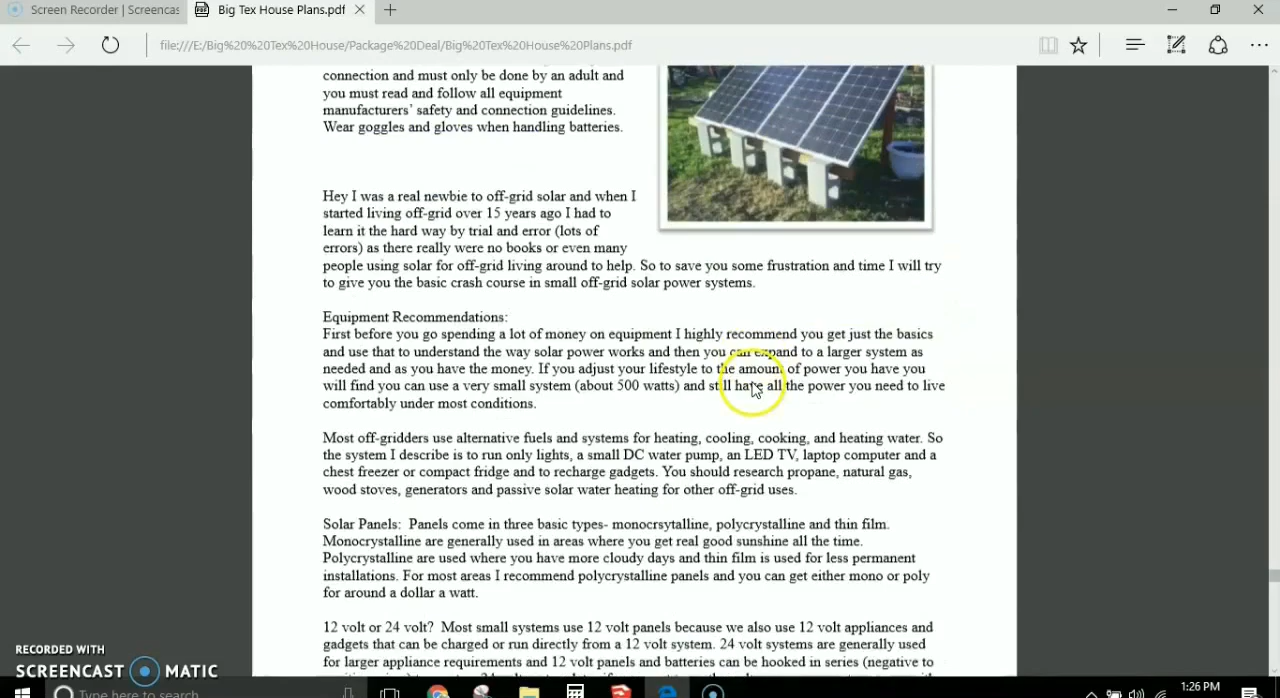 Screen Recorder | Screencas
Big Tex House Plans.pdf
file:///E:/Big%20%20Tex%20House/Package%20Deal/Big%20Tex%20House%20Plans.pdf
connection and must only be done by an adult and
you must read and follow all equipment
manufacturers' safety and connection guidelines.
Wear goggles and gloves when handling batteries.
Hey I was a real newbie to off-grid solar and when I
started living off-grid over 15 years ago I had to
learn it the hard way by trial and error (lots of
errors) as there really were no books or even many
people using solar for off-grid living around to help. So to save you some frustration and time I will try
to give you the basic crash course in small off-grid solar power systems.
Equipment Recommendations:
First before you go spending a lot of money on equipment I highly recommend you get just the basics
and use that to understand the way solar power works and then you can expand to a larger system as
needed and as you have the money. If you adjust your lifestyle to the amount of power you have you
will find you can use a very small system (about 500 watts) and still have all the power you need to live
comfortably under most conditions.
Most off-gridders use alternative fuels and systems for heating, cooling, cooking, and heating water. So
the system I describe is to run only lights, a small DC water pump, an LED TV, laptop computer and a
chest freezer or compact fridge and to recharge gadgets. You should research propane, natural gas,
wood stoves, generators and passive solar water heating for other off-grid uses.
Solar Panels:  Panels come in three basic types- monocrsytalline, polycrystalline and thin film.
Monocrystalline are generally used in areas where you get real good sunshine all the time.
Polycrystalline are used where you have more cloudy days and thin film is used for less permanent
installations. For most areas I recommend polycrystalline panels and you can get either mono or poly
for around a dollar a watt.
12 volt or 24 volt?  Most small systems use 12 volt panels because we also use 12 volt appliances and
gadgets that can be charged or run directly from a 12 volt system. 24 volt systems are generally used
for larger appliance requirements and 12 volt panels and batteries can be hooked in series (negative to
RECORDED WITH
SCREENCAST MATIC
Type here to search
1:26 PM